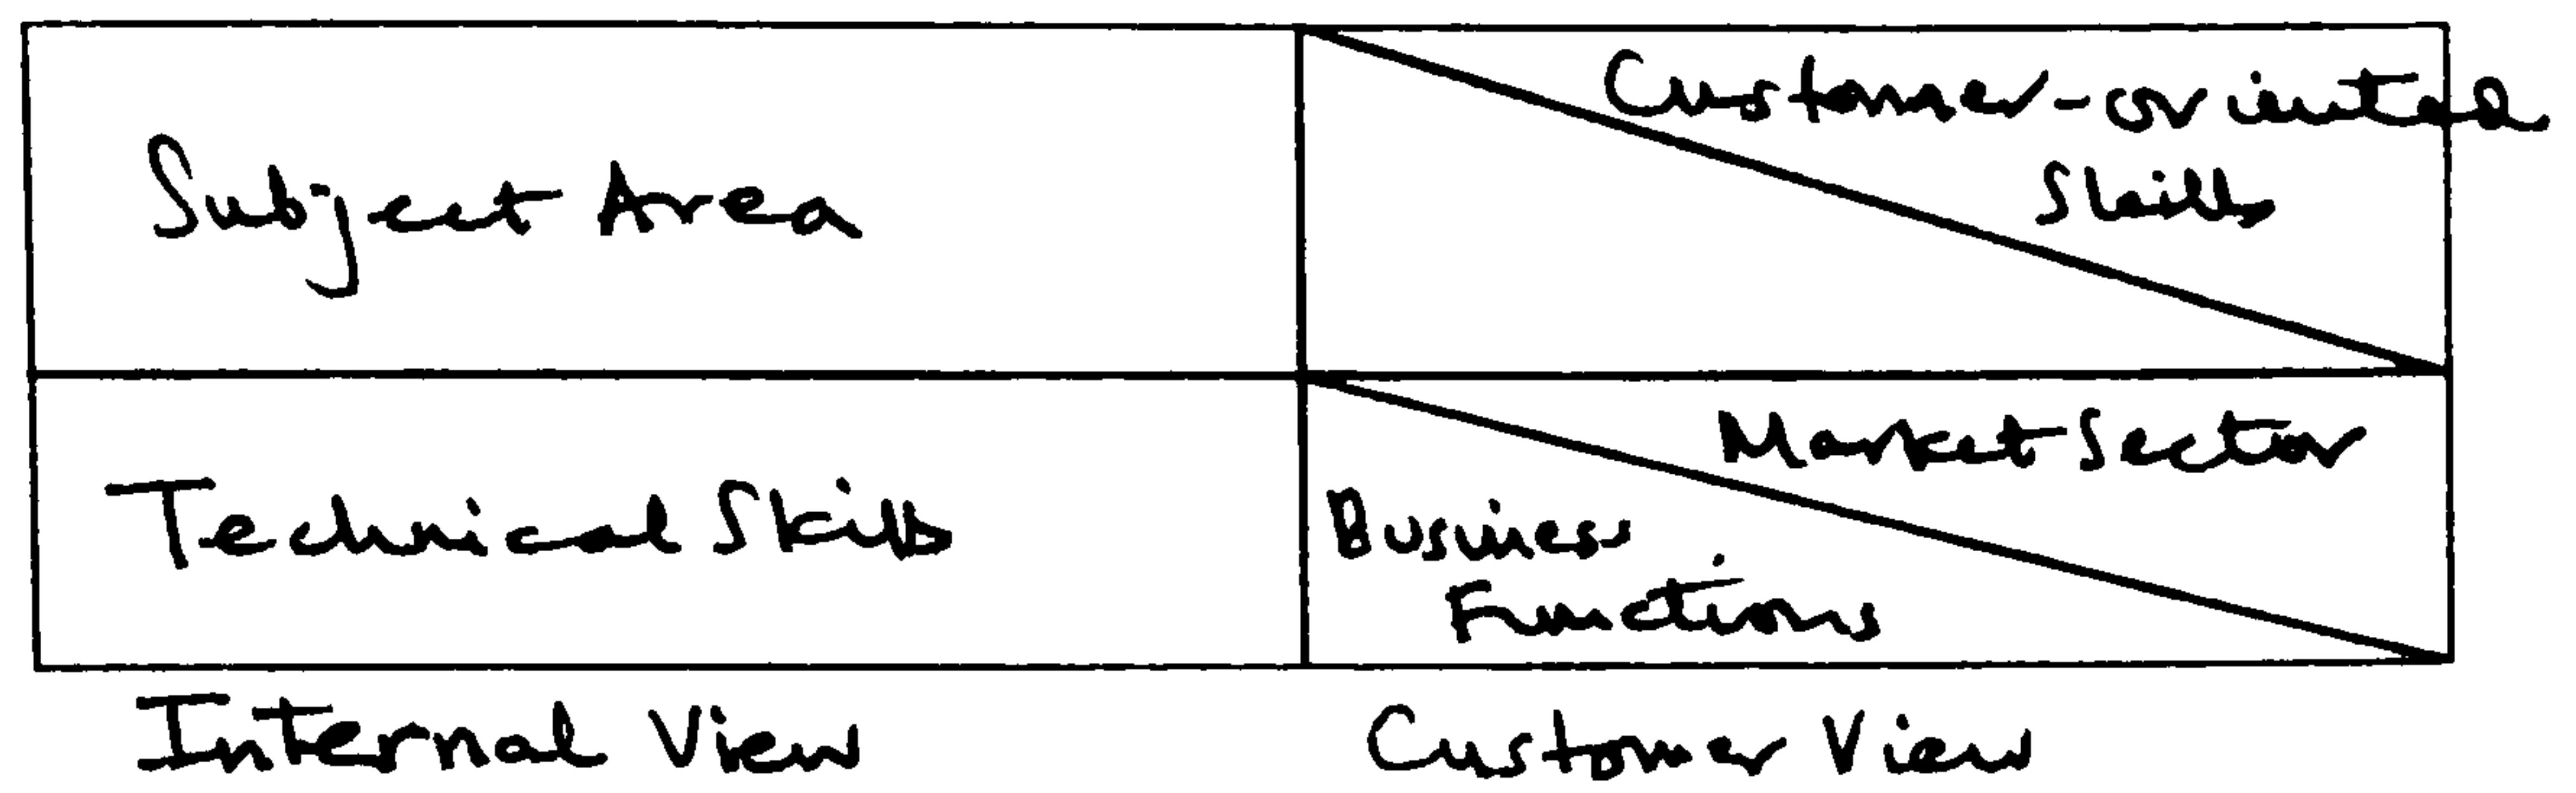 Subject Area
Customer-oriented
Skills
Technical Skills
Market Sector
Business
Functions
Internal View
Customer View